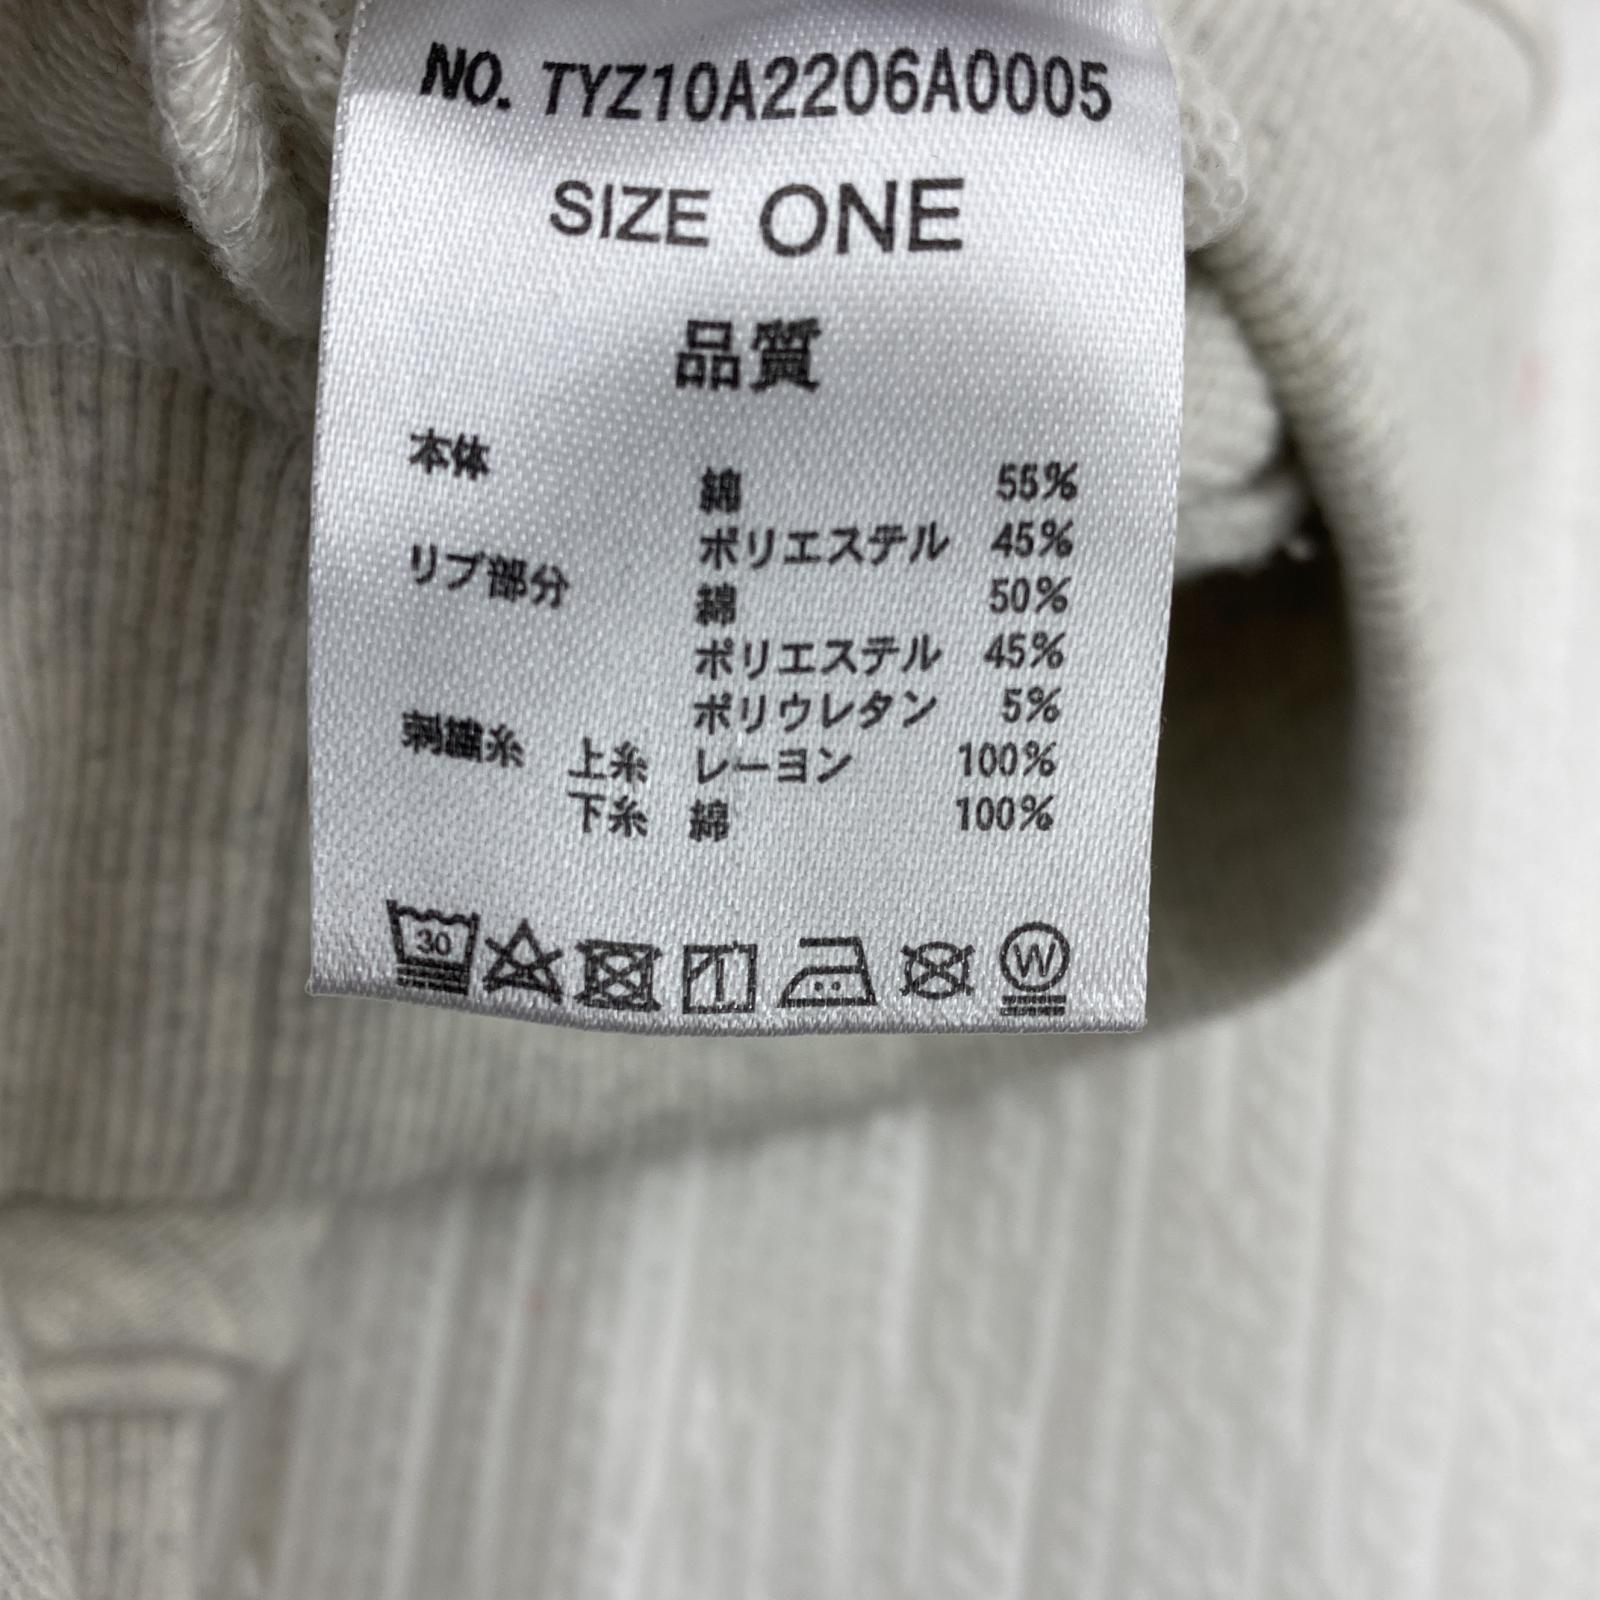 NO. TYZ10A2206A0005
SIZE ONE
品質
本体
綿 55%
ポリエステル 45%
リブ部分
綿 50%
ポリエステル 45%
ポリウレタン 5%
刺繍糸 上糸 レーヨン 100%
下糸 綿 100%
30 W